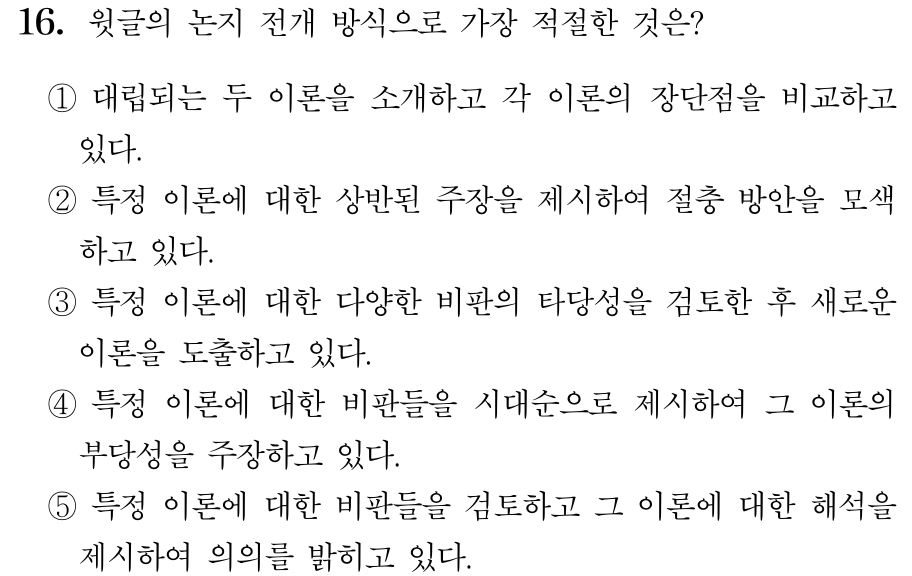 16. 윗글의 논지 전개 방식으로 가장 적절한 것은?
① 대립되는 두 이론을 소개하고 각 이론의 장단점을 비교하고
있다.
② 특정 이론에 대한 상반된 주장을 제시하여 절충 방안을 모색
하고 있다.
③ 특정 이론에 대한 다양한 비판의 타당성을 검토한 후 새로운
이론을 도출하고 있다.
④ 특정 이론에 대한 비판들을 시대순으로 제시하여 그 이론의
부당성을 주장하고 있다.
⑤ 특정 이론에 대한 비판들을 검토하고 그 이론에 대한 해석을
제시하여 의의를 밝히고 있다.